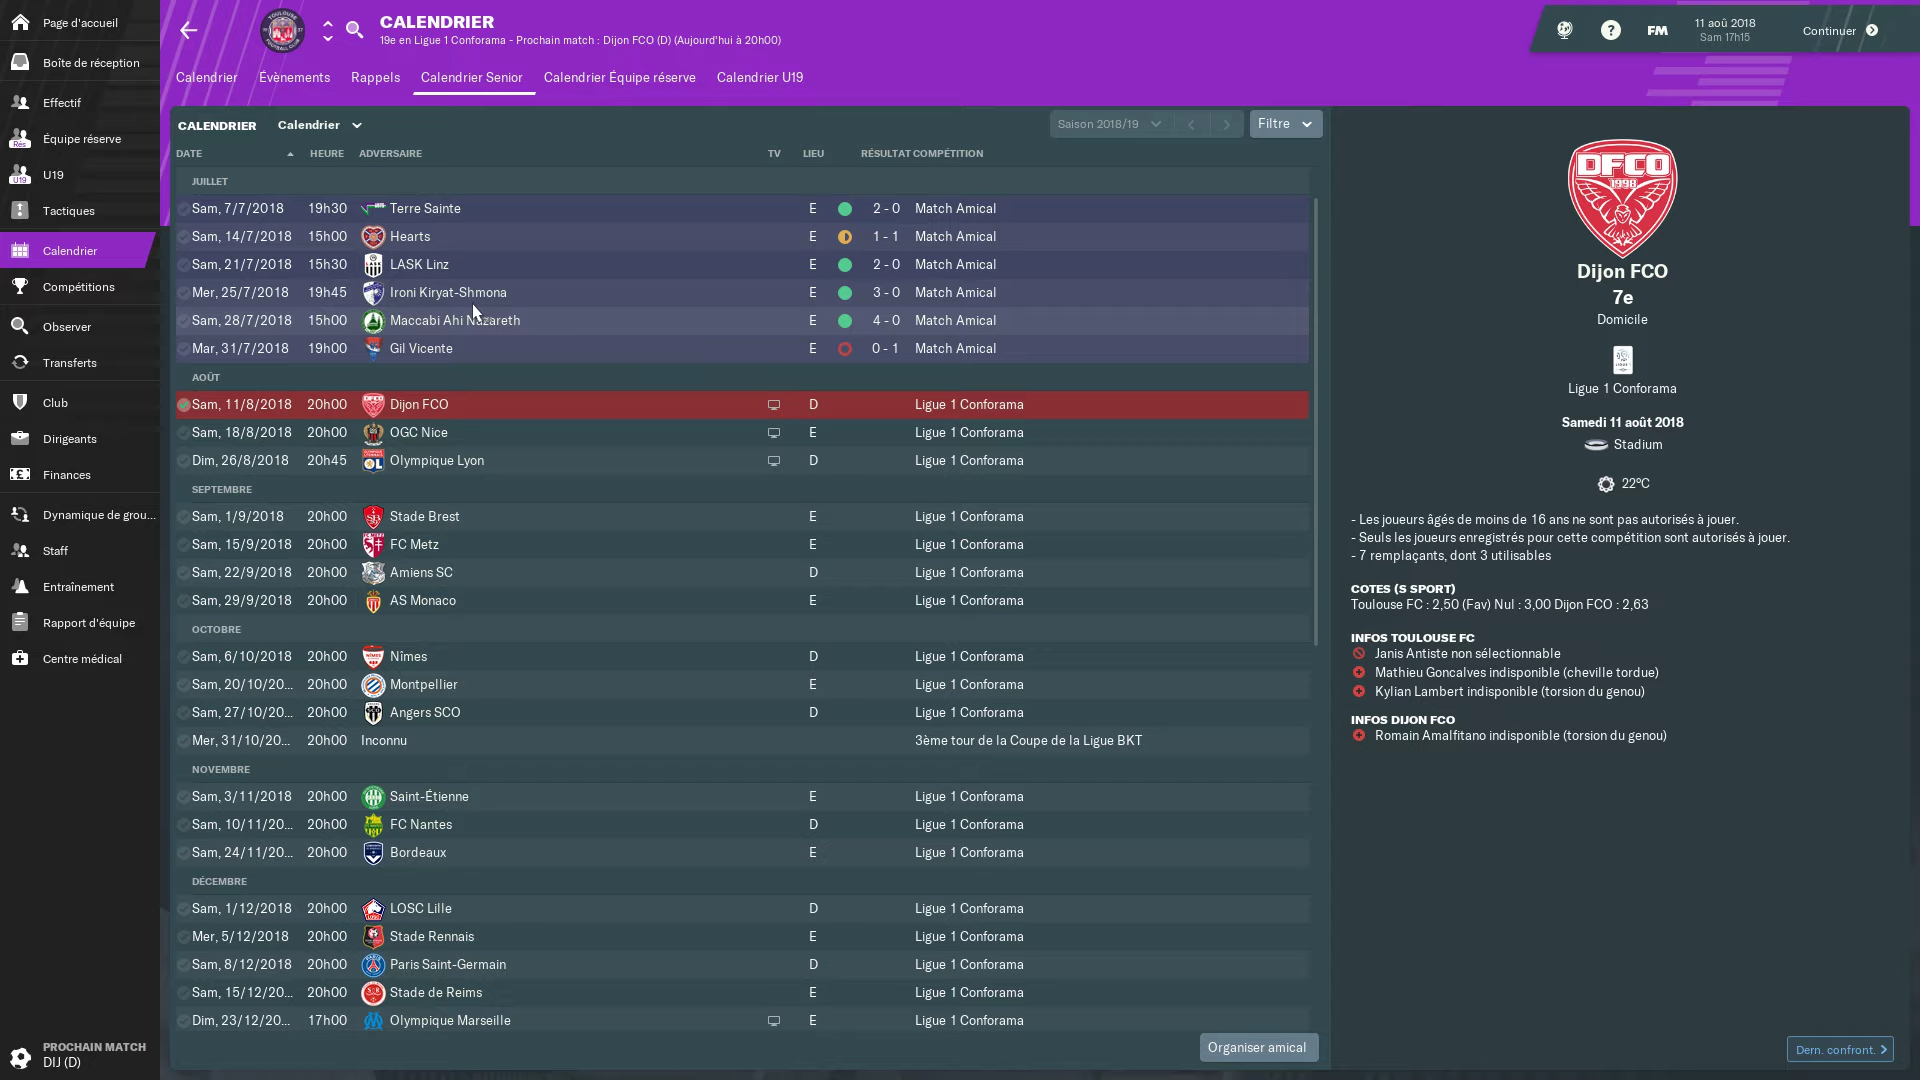 Page d'accueil
Boîte de réception
Effectif
Équipe réserve
U19
Tactiques
Calendrier
Compétitions
Observer
Transferts
Club
Dirigeants
Finances
Dynamique de grou...
Staff
Entraînement
Rapport d'équipe
Centre médical
PROCHAIN MATCH
DIJ (D)
CALENDRIER
19e en Ligue 1 Conforama - Prochain match : Dijon FCO (D) (Aujourd'hui à 20h00)
FM
11 aoû 2018
Sam 17h15
Continuer
Calendrier Évènements Rappels Calendrier Senior Calendrier Équipe réserve Calendrier U19
CALENDRIER Calendrier Saison 2018/19 Filtre
DATE HEURE ADVERSAIRE TV LIEU RÉSULTAT COMPÉTITION
JUILLET
Sam, 7/7/2018 19h30 Terre Sainte E 2 - 0 Match Amical
Sam, 14/7/2018 15h00 Hearts E 1 - 1 Match Amical
Sam, 21/7/2018 15h30 LASK Linz E 2 - 0 Match Amical
Mer, 25/7/2018 19h45 Ironi Kiryat-Shmona E 3 - 0 Match Amical
Sam, 28/7/2018 15h00 Maccabi Ahi Nazareth E 4 - 0 Match Amical
Mar, 31/7/2018 19h00 Gil Vicente E 0 - 1 Match Amical
AOÛT
Sam, 11/8/2018 20h00 Dijon FCO D Ligue 1 Conforama
Sam, 18/8/2018 20h00 OGC Nice E Ligue 1 Conforama
Dim, 26/8/2018 20h45 Olympique Lyon D Ligue 1 Conforama
SEPTEMBRE
Sam, 1/9/2018 20h00 Stade Brest E Ligue 1 Conforama
Sam, 15/9/2018 20h00 FC Metz E Ligue 1 Conforama
Sam, 22/9/2018 20h00 Amiens SC D Ligue 1 Conforama
Sam, 29/9/2018 20h00 AS Monaco E Ligue 1 Conforama
OCTOBRE
Sam, 6/10/2018 20h00 Nîmes D Ligue 1 Conforama
Sam, 20/10/20... 20h00 Montpellier E Ligue 1 Conforama
Sam, 27/10/20... 20h00 Angers SCO D Ligue 1 Conforama
Mer, 31/10/20... 20h00 Inconnu 3ème tour de la Coupe de la Ligue BKT
NOVEMBRE
Sam, 3/11/2018 20h00 Saint-Étienne E Ligue 1 Conforama
Sam, 10/11/20... 20h00 FC Nantes D Ligue 1 Conforama
Sam, 24/11/20... 20h00 Bordeaux E Ligue 1 Conforama
DÉCEMBRE
Sam, 1/12/2018 20h00 LOSC Lille D Ligue 1 Conforama
Mer, 5/12/2018 20h00 Stade Rennais E Ligue 1 Conforama
Sam, 8/12/2018 20h00 Paris Saint-Germain D Ligue 1 Conforama
Sam, 15/12/20... 20h00 Stade de Reims E Ligue 1 Conforama
Dim, 23/12/20... 17h00 Olympique Marseille E Ligue 1 Conforama
Organiser amical
DFCO
1998
Dijon FCO
7e
Domicile
Ligue 1 Conforama
Samedi 11 août 2018
Stadium
22°C
- Les joueurs âgés de moins de 16 ans ne sont pas autorisés à jouer.
- Seuls les joueurs enregistrés pour cette compétition sont autorisés à jouer.
- 7 remplaçants, dont 3 utilisables
COTES (S SPORT)
Toulouse FC : 2,50 (Fav) Nul : 3,00 Dijon FCO : 2,63
INFOS TOULOUSE FC
Janis Antiste non sélectionnable
Mathieu Goncalves indisponible (cheville tordue)
Kylian Lambert indisponible (torsion du genou)
INFOS DIJON FCO
Romain Amalfitano indisponible (torsion du genou)
Dern. confront.